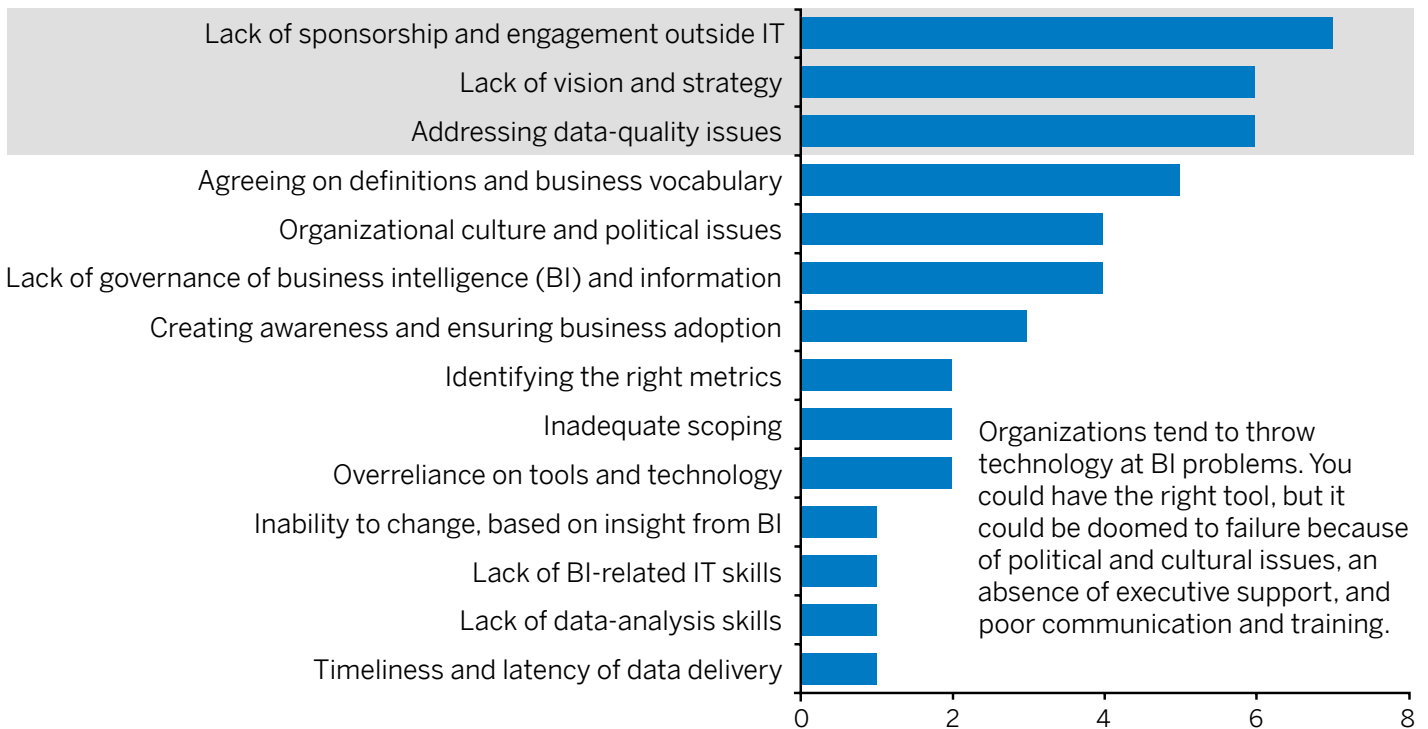 Lack of sponsorship and engagement outside IT
Lack of vision and strategy
Addressing data-quality issues
Agreeing on definitions and business vocabulary
Organizational culture and political issues
Lack of governance of business intelligence (BI) and information
Creating awareness and ensuring business adoption
Identifying the right metrics
Inadequate scoping
Overreliance on tools and technology
Inability to change, based on insight from BI
Lack of BI-related IT skills
Lack of data-analysis skills
Timeliness and latency of data delivery
Organizations tend to throw
technology at BI problems. You
could have the right tool, but it
could be doomed to failure because
of political and cultural issues, an
absence of executive support, and
poor communication and training.
0 2 4 6 8